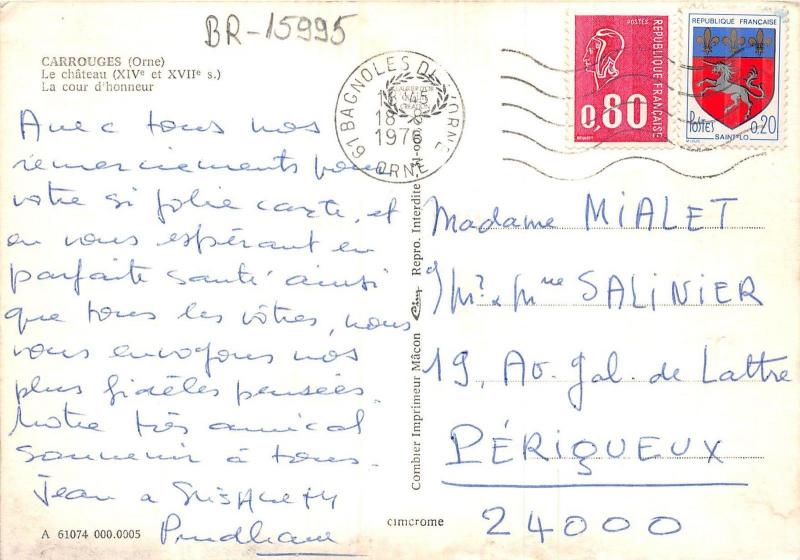 BR-15995
CARROUGES (Orne)
Le château (XIVe et XVIIe s.)
La cour d'honneur
Avec tous nos
remerciements pour
votre si jolie carte, et
en vous espérant en
parfaite santé ainsi
que tous les vôtres, nous
vous envoyons nos
plus fidèles pensées.
Notre très amical
souvenir à tous.
Jean
A 61074 000.0005
61 BAGNOLES DE L'ORNE
18
1976
ORNE
POSTES
REPUBLIQUE FRANÇAISE
0,80
REPUBLIQUE FRANÇAISE
Postes
0,20
SAINT-LO
Combier Imprimeur Mâcon Cim Repro. Interdite
cimcrome
Madame MIALET
Mr & Mme SALINIER
19, Av. Gal. de Lattre
PÉRIGUEUX
24000